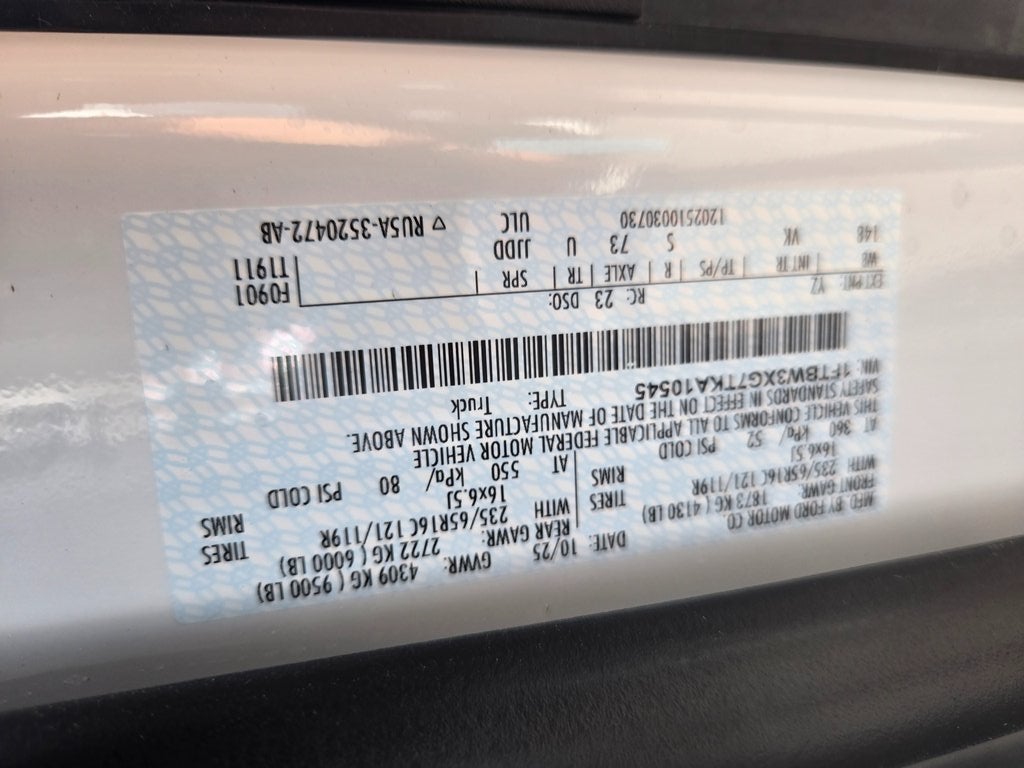 MFD. BY FORD MOTOR CO.
DATE: 10/25 GVWR: 4309 KG ( 9500 LB)
FRONT GAWR: 1873 KG ( 4130 LB) REAR GAWR: 2722 KG ( 6000 LB)
WITH 235/65R16C 121/119R TIRES WITH 235/65R16C 121/119R TIRES
16x6.5J RIMS 16x6.5J RIMS
AT 360 kPa/ 52 PSI COLD AT 550 kPa/ 80 PSI COLD
THIS VEHICLE CONFORMS TO ALL APPLICABLE FEDERAL MOTOR VEHICLE
SAFETY STANDARDS IN EFFECT ON THE DATE OF MANUFACTURE SHOWN ABOVE.
VIN: 1FTBW3XG7TKA10545 TYPE: Truck
EXT PNT: YZ RC: 23 DSO: F0901
WB INT TR TP/PS R AXLE TR SPR T1911
148 VK S 73 U JJDD
120251003​0730 ULC ▽ RU5A-3520472-AB